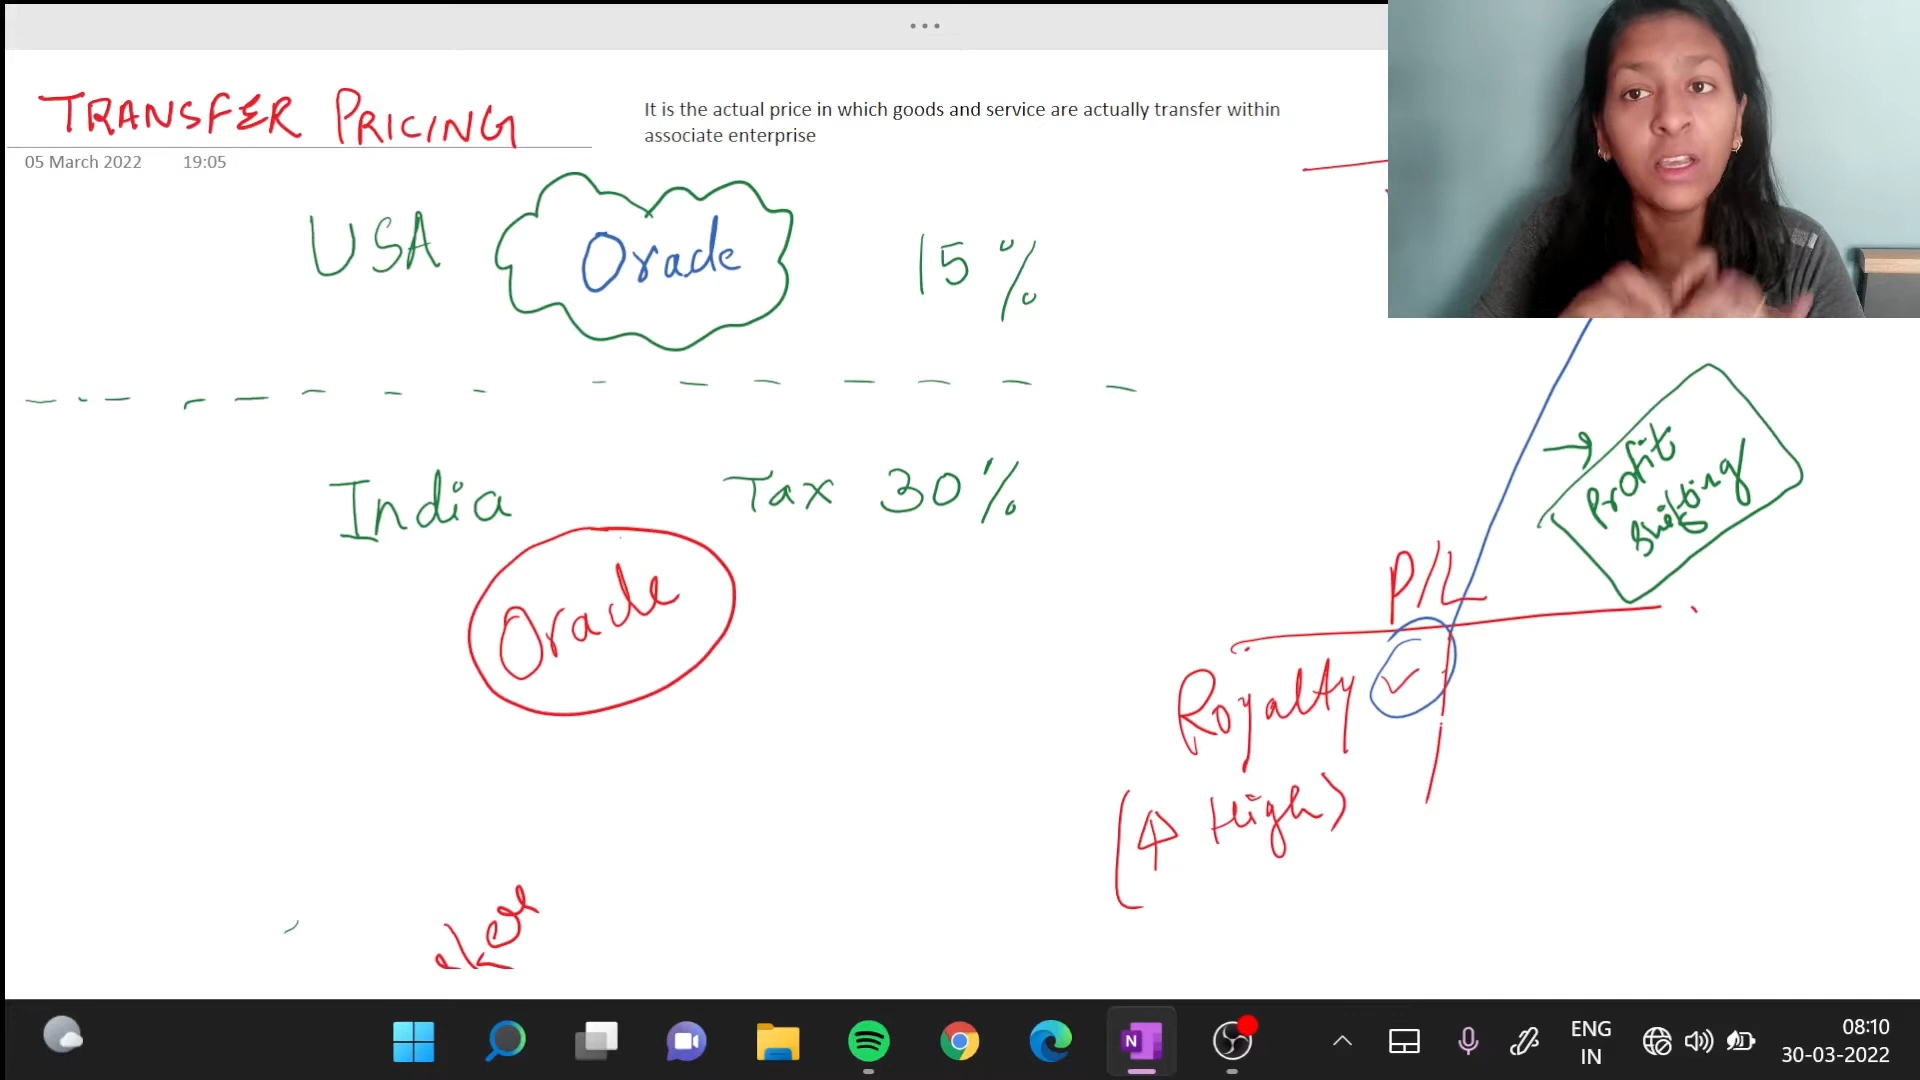 TRANSFER PRICING
It is the actual price in which goods and service are actually transfer within
associate enterprise
05 March 2022 19:05
USA Oracle 15%
India Tax 30%
Oracle
Profit
Shifting
P/L
Royalty
(↑ High)
ENG
IN
08:10
30-03-2022